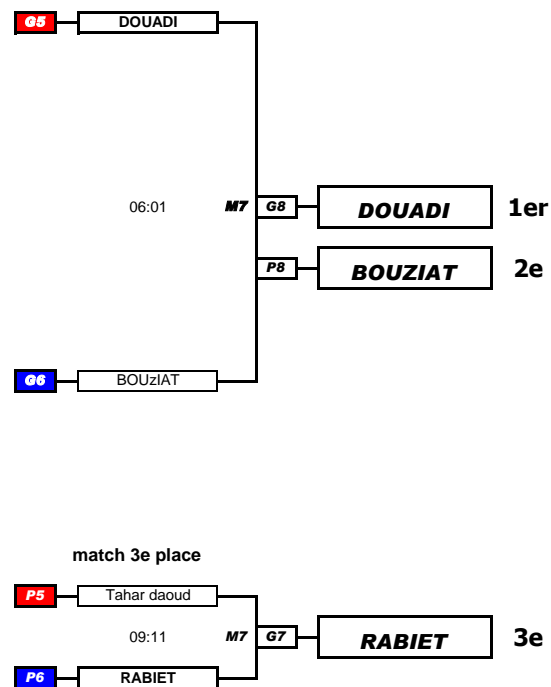 G5 DOUADI
06:01 M7 G8 DOUADI 1er
P8 BOUZIAT 2e
G6 BOUzIAT
match 3e place
P5 Tahar daoud
09:11 M7 G7 RABIET 3e
P6 RABIET